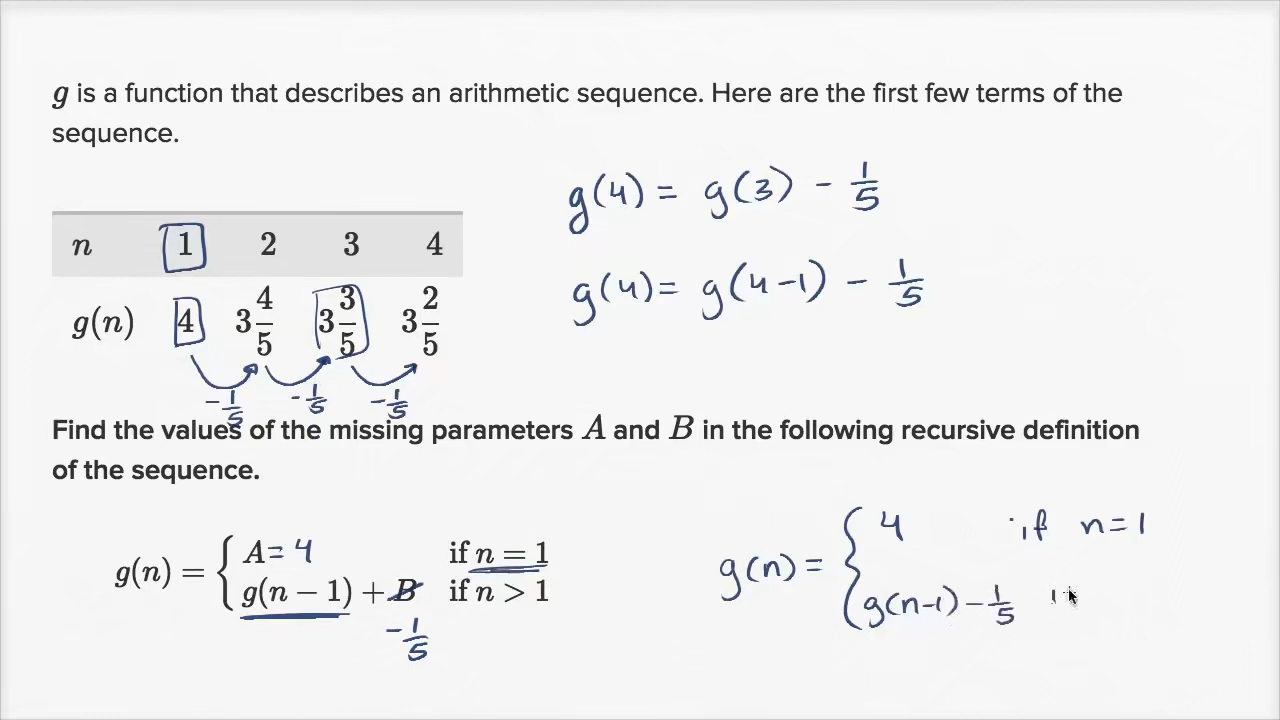 g is a function that describes an arithmetic sequence. Here are the first few terms of the
sequence.
g(4) = g(3) - 1/5
n 1 2 3 4
g(4) = g(4-1) - 1/5
g(n) 4 3 4/5 3 3/5 3 2/5
-1/5 -1/5 -1/5
Find the values of the missing parameters A and B in the following recursive definition
of the sequence.
g(n) = { A = 4 if n = 1
g(n − 1) + B if n > 1
-1/5
g(n) = { 4 if n = 1
g(n-1) - 1/5